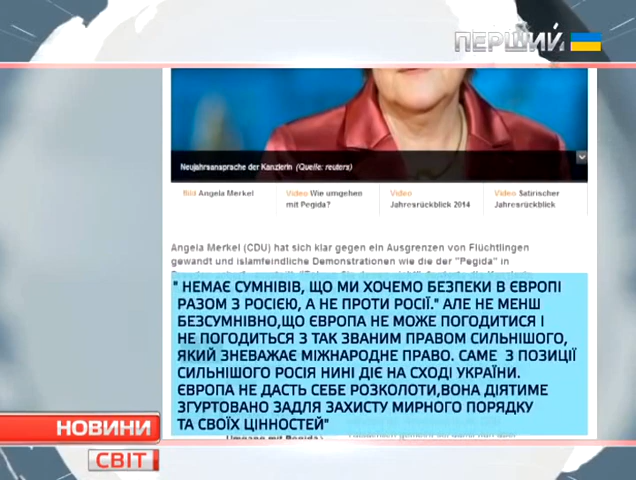 ПЕРШИЙ
Neujahrsansprache der Kanzlerin (Quelle: reuters)
Bild Angela Merkel
Video Wie umgehen mit Pegida?
Video Jahresrückblick 2014
Video Satirischer Jahresrückblick
Angela Merkel (CDU) hat sich klar gegen ein Ausgrenzen von Flüchtlingen
gewandt und islamfeindliche Demonstrationen wie die der "Pegida" in
" НЕМАЄ СУМНІВІВ, ЩО МИ ХОЧЕМО БЕЗПЕКИ В ЄВРОПІ
РАЗОМ З РОСІЄЮ, А НЕ ПРОТИ РОСІЇ." АЛЕ НЕ МЕНШ
БЕЗСУМНІВНО,ЩО ЄВРОПА НЕ МОЖЕ ПОГОДИТИСЯ І
НЕ ПОГОДИТЬСЯ З ТАК ЗВАНИМ ПРАВОМ СИЛЬНІШОГО,
ЯКИЙ ЗНЕВАЖАЄ МІЖНАРОДНЕ ПРАВО. САМЕ З ПОЗИЦІЇ
СИЛЬНІШОГО РОСІЯ НИНІ ДІЄ НА СХОДІ УКРАЇНИ.
ЄВРОПА НЕ ДАСТЬ СЕБЕ РОЗКОЛОТИ,ВОНА ДІЯТИМЕ
ЗГУРТОВАНО ЗАДЛЯ ЗАХИСТУ МИРНОГО ПОРЯДКУ
ТА СВОЇХ ЦІННОСТЕЙ"
Umgang mit Pegida
НОВИНИ
СВІТ